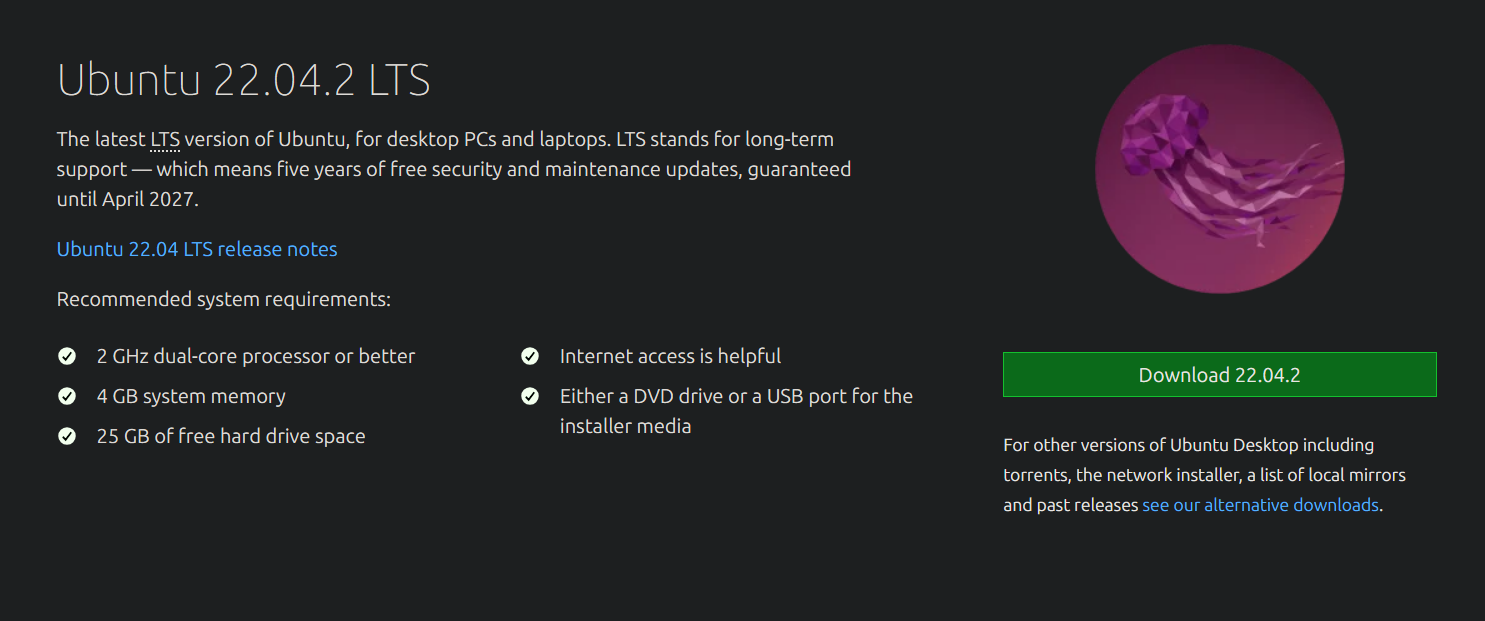 Ubuntu 22.04.2 LTS
The latest LTS version of Ubuntu, for desktop PCs and laptops. LTS stands for long-term
support — which means five years of free security and maintenance updates, guaranteed
until April 2027.
Ubuntu 22.04 LTS release notes
Recommended system requirements:
2 GHz dual-core processor or better
4 GB system memory
25 GB of free hard drive space
Internet access is helpful
Either a DVD drive or a USB port for the
installer media
Download 22.04.2
For other versions of Ubuntu Desktop including
torrents, the network installer, a list of local mirrors
and past releases see our alternative downloads.